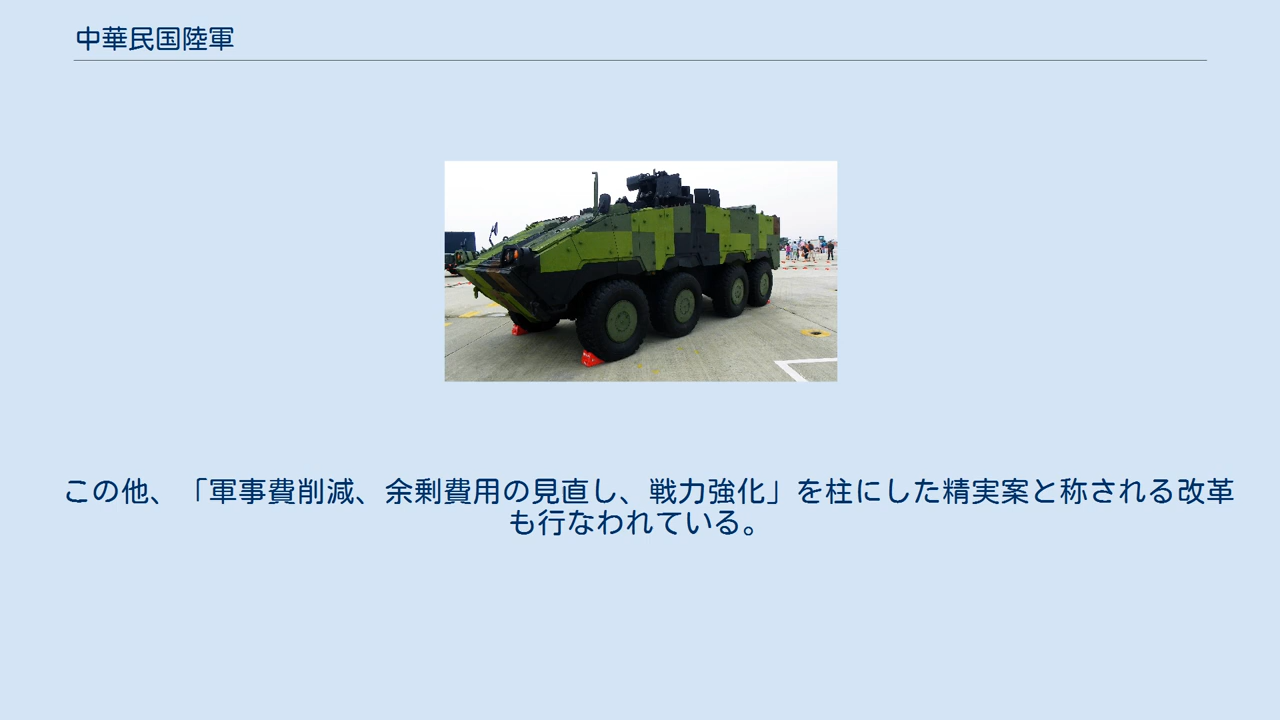 中華民国陸軍
この他、「軍事費削減、余剰費用の見直し、戦力強化」を柱にした精実案と称される改革
も行なわれている。